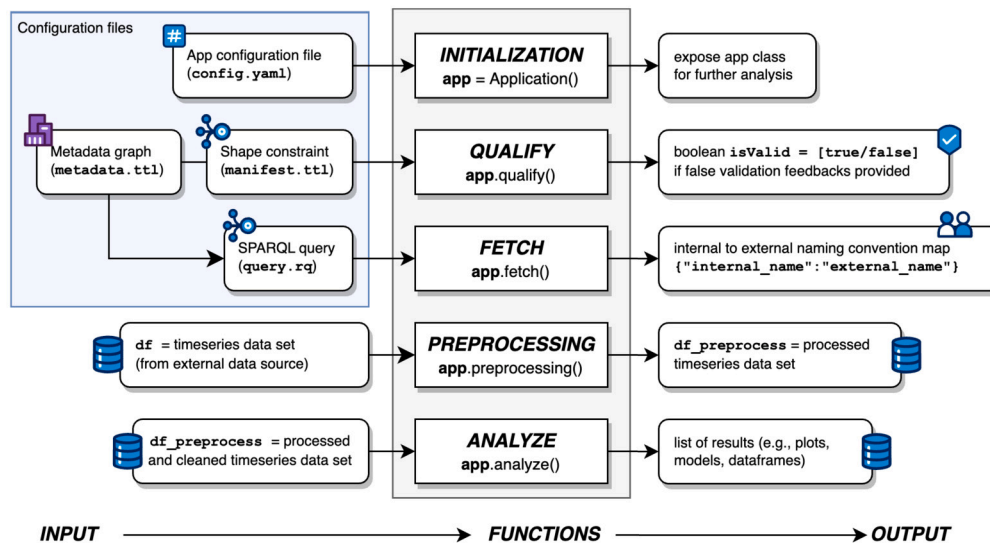 Configuration files
#
App configuration file
(config.yaml)
INITIALIZATION
app = Application()
expose app class
for further analysis
Metadata graph
(metadata.ttl)
Shape constraint
(manifest.ttl)
QUALIFY
app.qualify()
boolean isValid = [true/false]
if false validation feedbacks provided
SPARQL query
(query.rq)
FETCH
app.fetch()
internal to external naming convention map
{"internal_name":"external_name"}
df = timeseries data set
(from external data source)
PREPROCESSING
app.preprocessing()
df_preprocess = processed
timeseries data set
df_preprocess = processed
and cleaned timeseries data set
ANALYZE
app.analyze()
list of results (e.g., plots,
models, dataframes)
INPUT FUNCTIONS OUTPUT